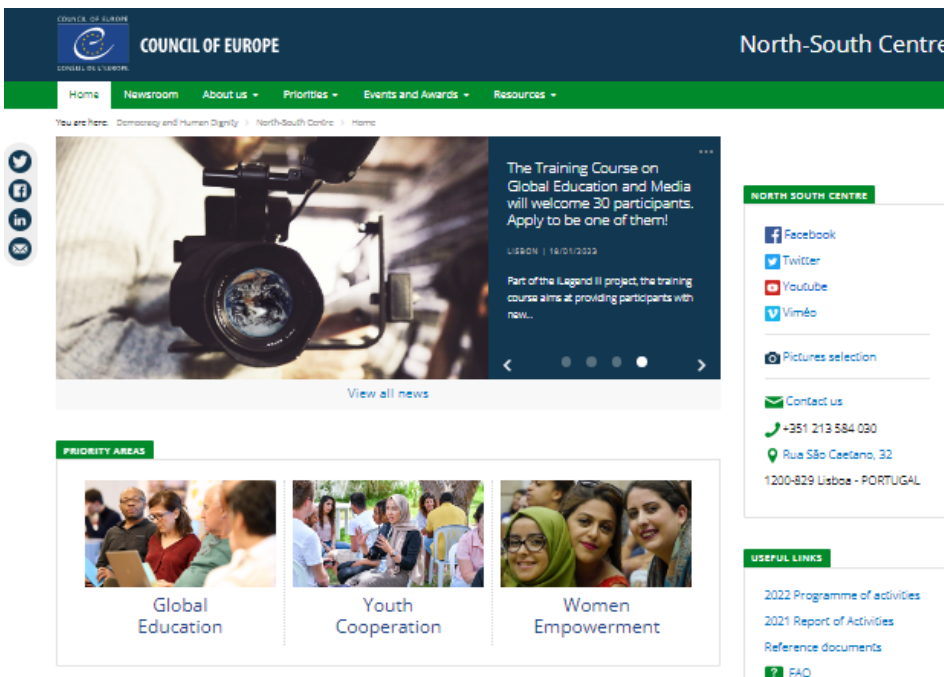 COUNCIL OF EUROPE
CONSEIL DE L'EUROPE
COUNCIL OF EUROPE
North-South Centre
Home Newsroom About us Priorities Events and Awards Resources
You are here: Democracy and Human Dignity > North-South Centre > Home
The Training Course on
Global Education and Media
will welcome 30 participants.
Apply to be one of them!
LISBON | 18/01/2023
Part of the iLegend III project, the training
course aims at providing participants with
new...
View all news
PRIORITY AREAS
Global
Education
Youth
Cooperation
Women
Empowerment
NORTH SOUTH CENTRE
Facebook
Twitter
Youtube
Viméo
Pictures selection
Contact us
+351 213 584 030
Rua São Caetano, 32
1200-829 Lisboa - PORTUGAL
USEFUL LINKS
2022 Programme of activities
2021 Report of Activities
Reference documents
? FAQ